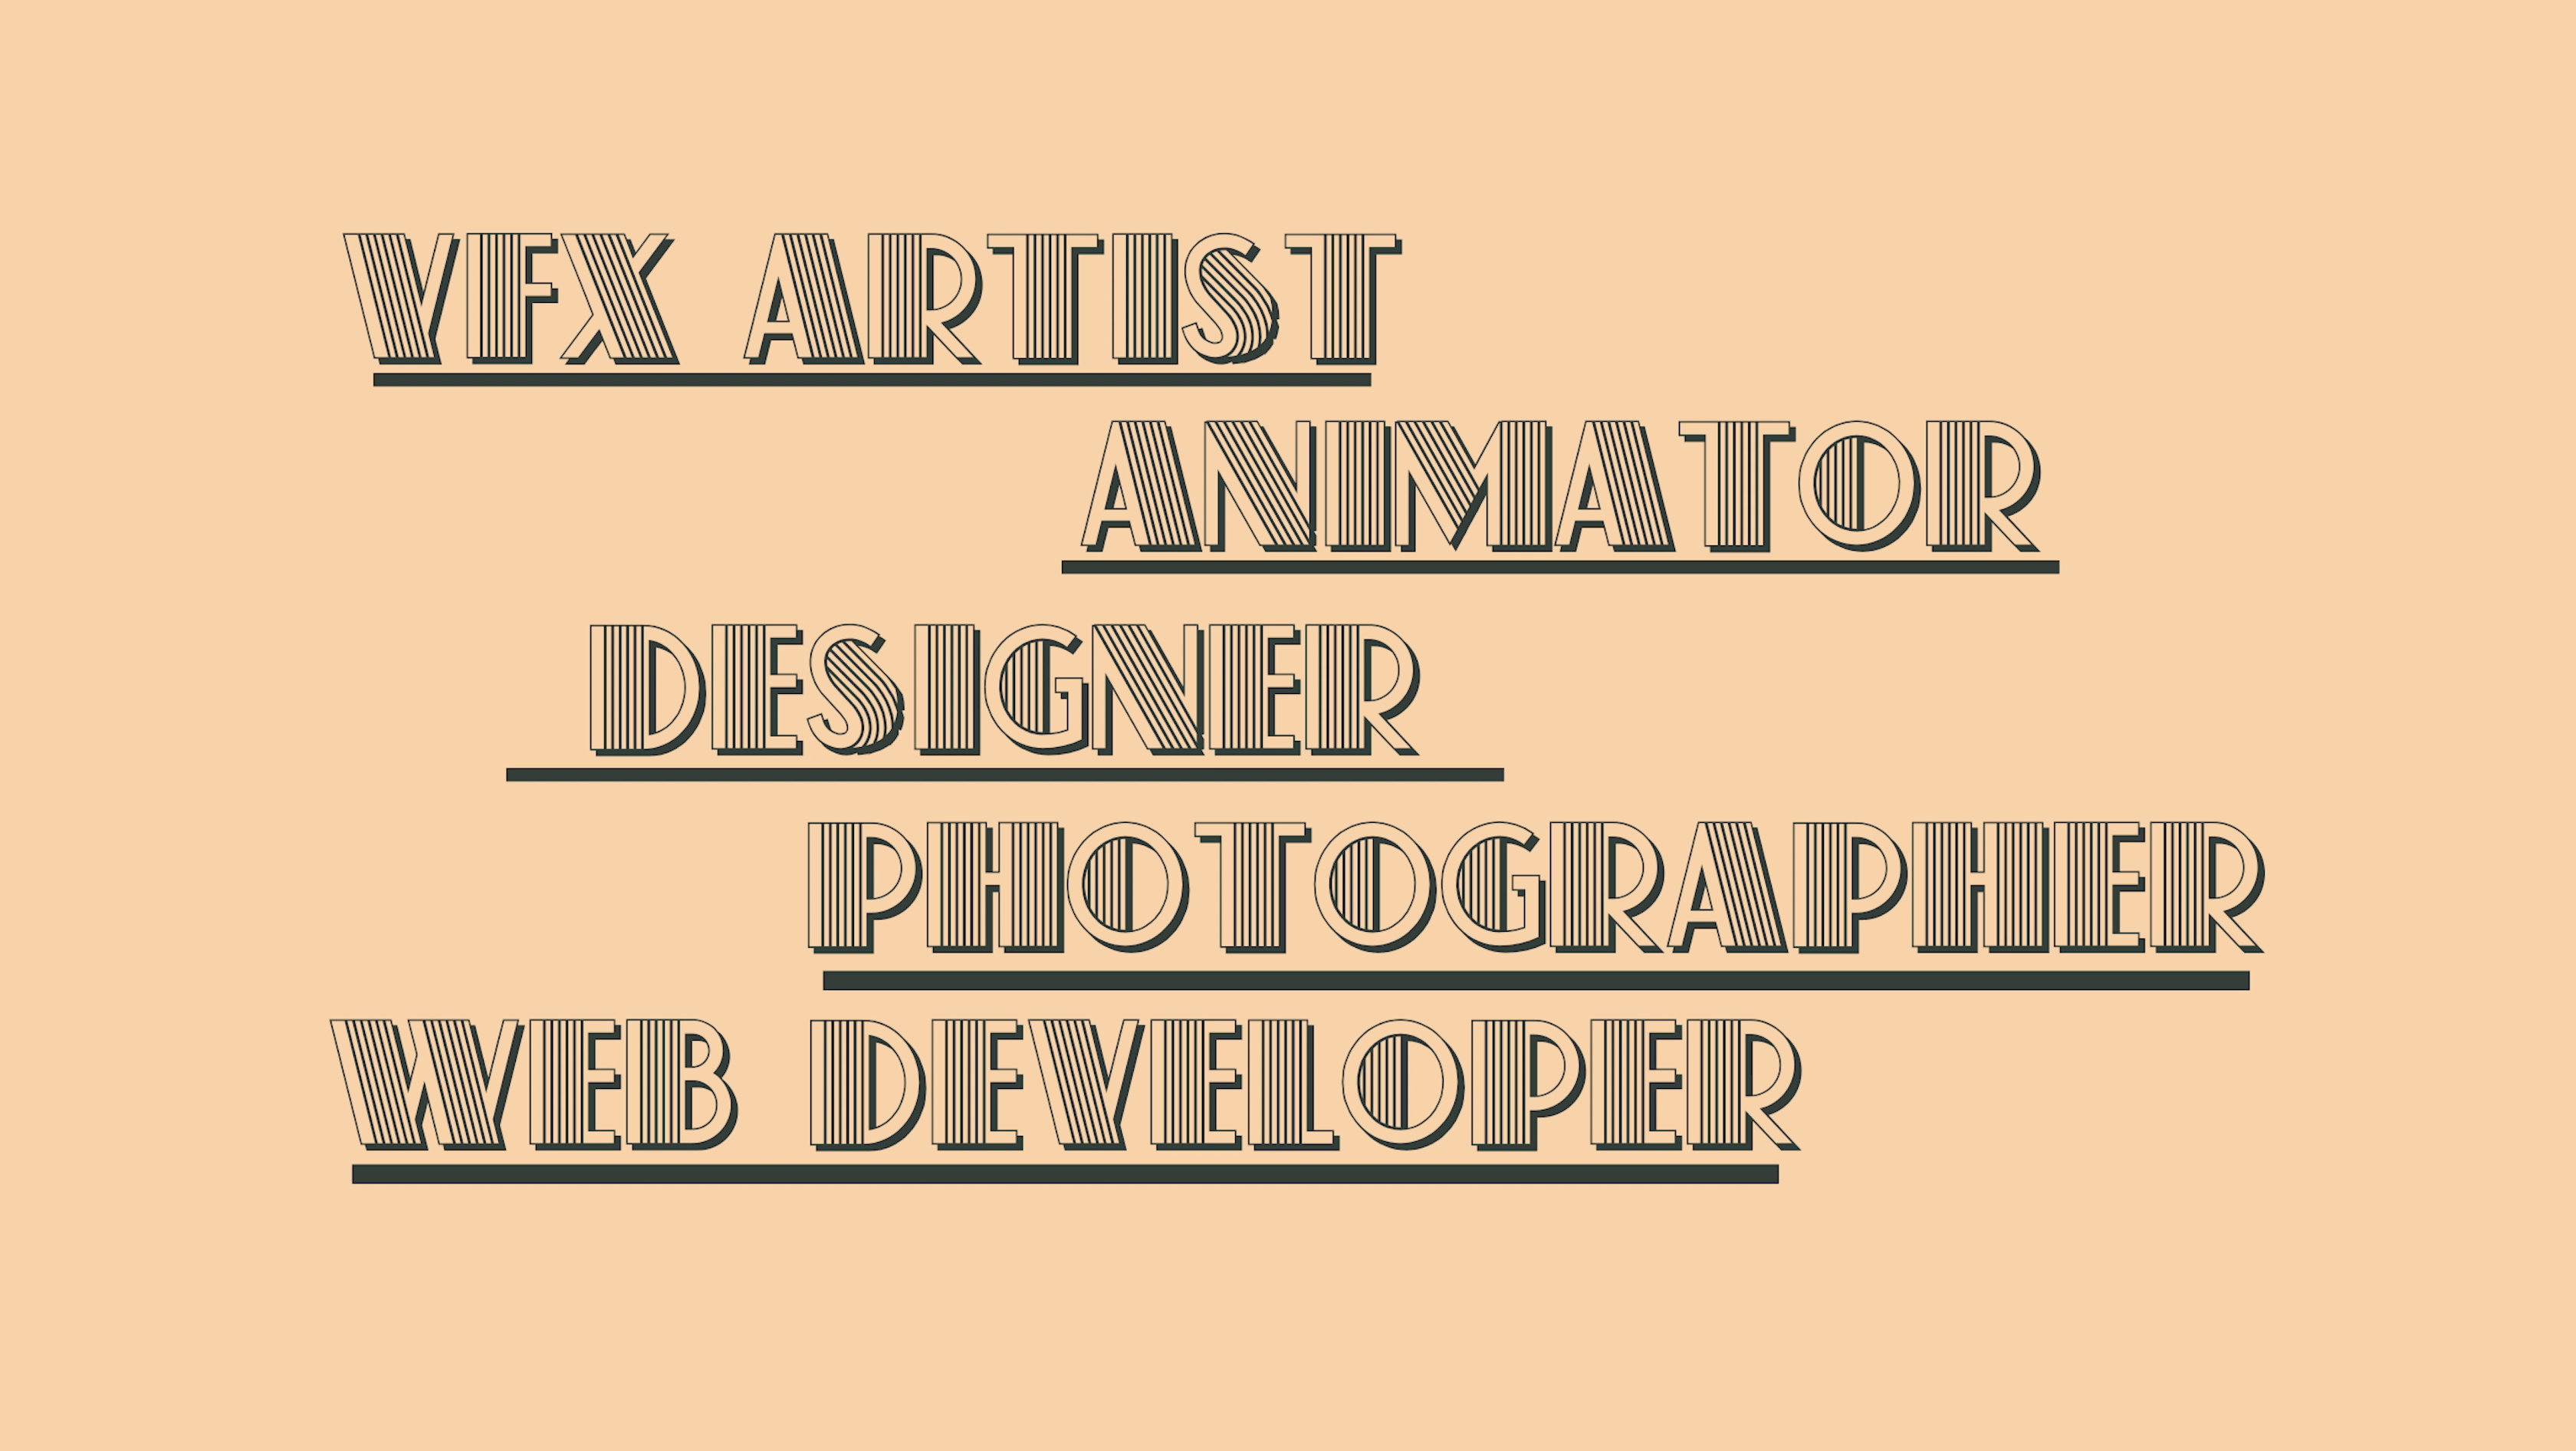 VFX ARTIST
ANIMATOR
DESIGNER
PHOTOGRAPHER
WEB DEVELOPER